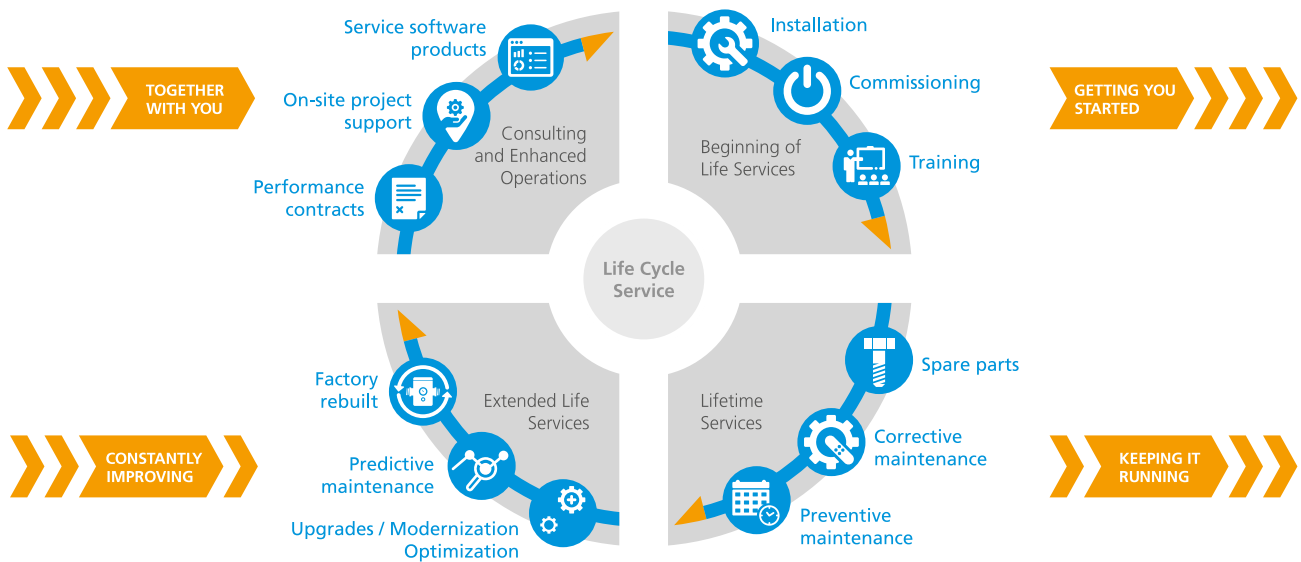 Service software
products
On-site project
support
Performance
contracts
TOGETHER
WITH YOU
Consulting
and Enhanced
Operations
Installation
Commissioning
Training
Beginning of
Life Services
GETTING YOU
STARTED
Life Cycle
Service
Factory
rebuilt
Predictive
maintenance
Upgrades / Modernization
Optimization
Extended Life
Services
CONSTANTLY
IMPROVING
Lifetime
Services
Spare parts
Corrective
maintenance
Preventive
maintenance
KEEPING IT
RUNNING